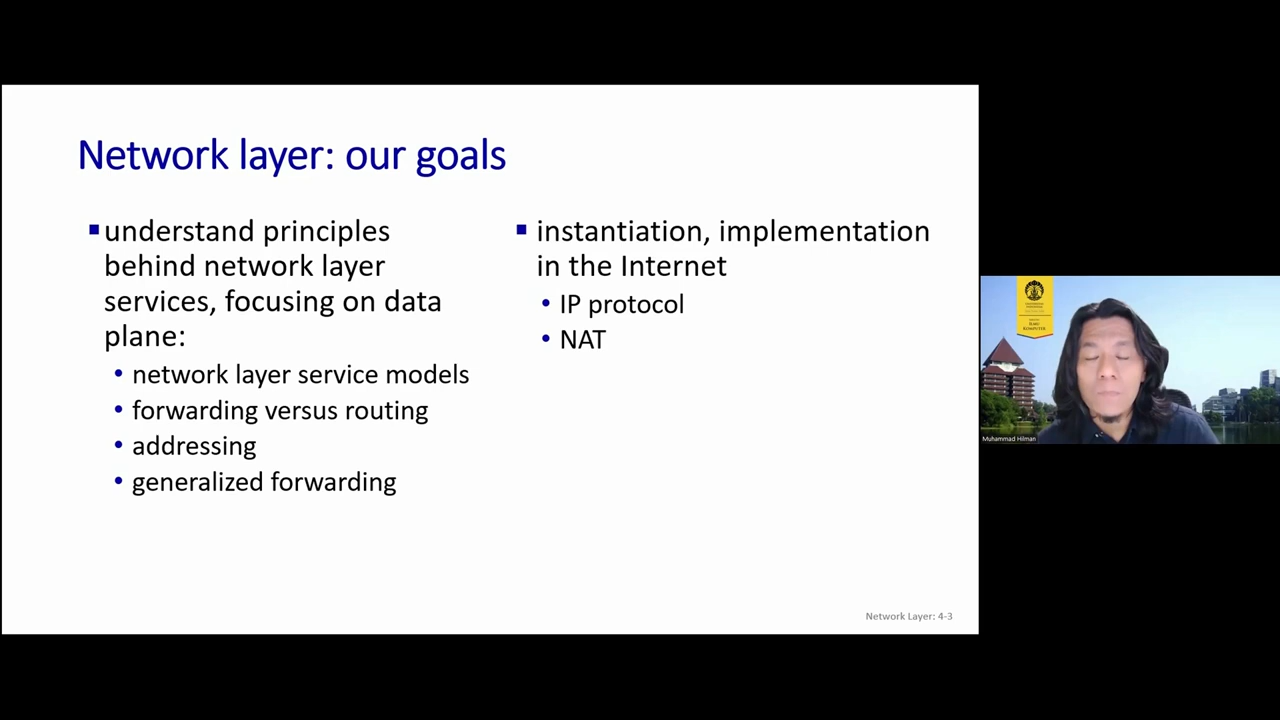 Network layer: our goals
understand principles
behind network layer
services, focusing on data
plane:
• network layer service models
• forwarding versus routing
• addressing
• generalized forwarding
instantiation, implementation
in the Internet
• IP protocol
• NAT
Network Layer: 4-3
ILMU
KOMPUTER
Muhammad Hilman